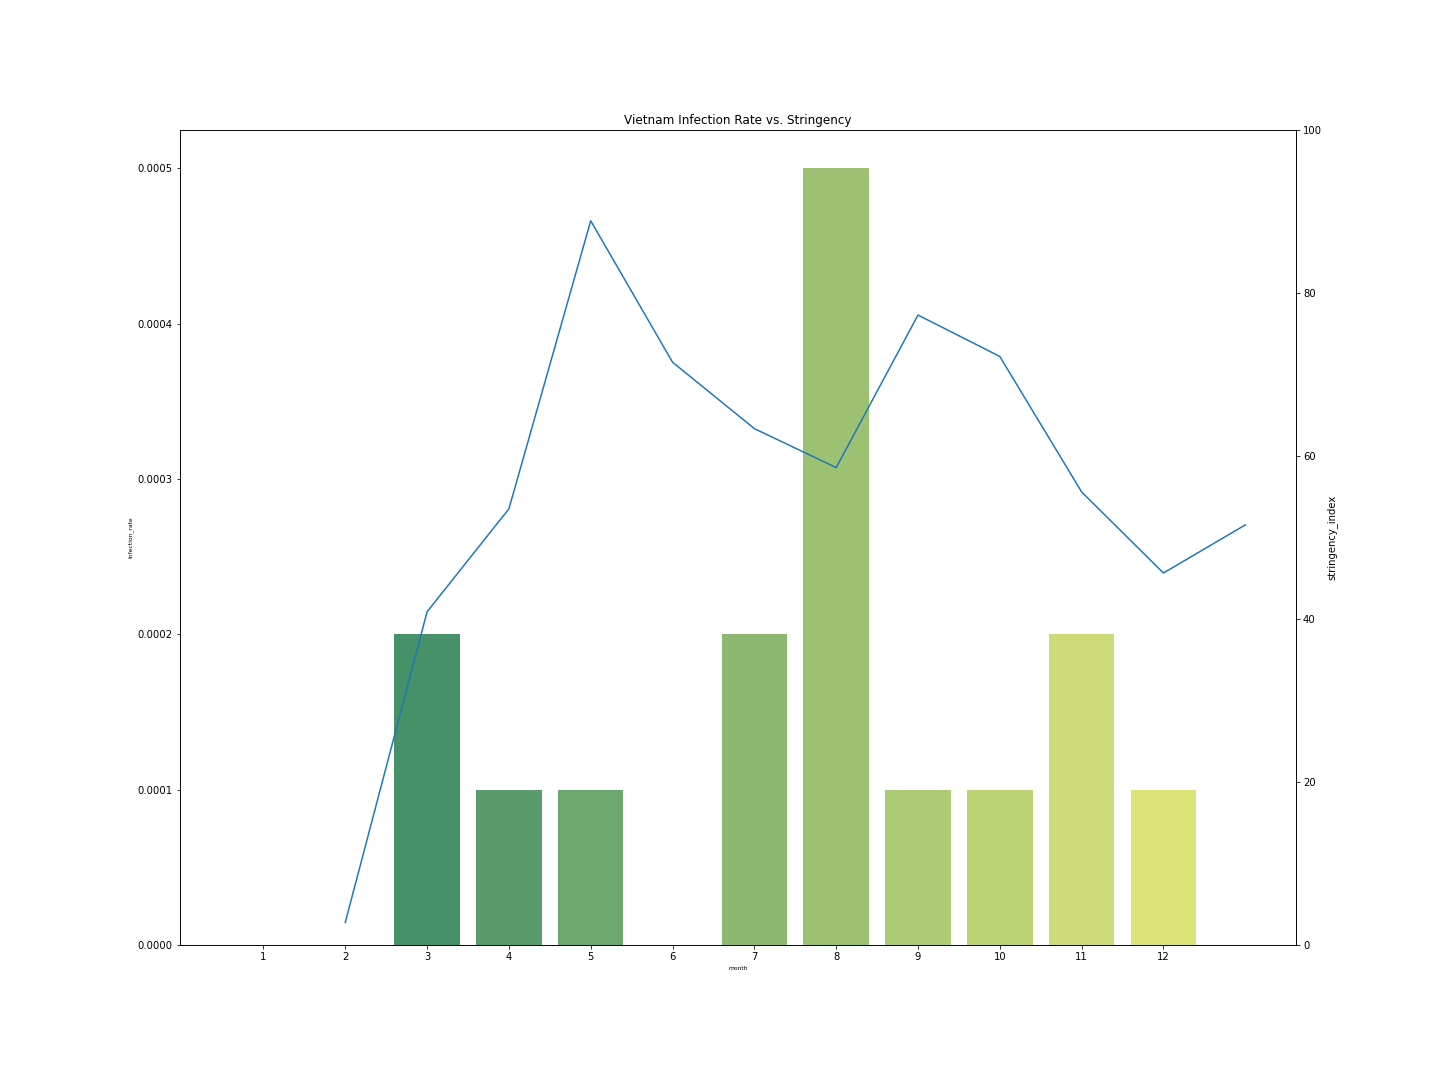 Vietnam Infection Rate vs. Stringency
0.0005
0.0004
0.0003
0.0002
0.0001
0.0000
Infection_rate
100
80
60
40
20
0
stringency_index
1 2 3 4 5 6 7 8 9 10 11 12
month